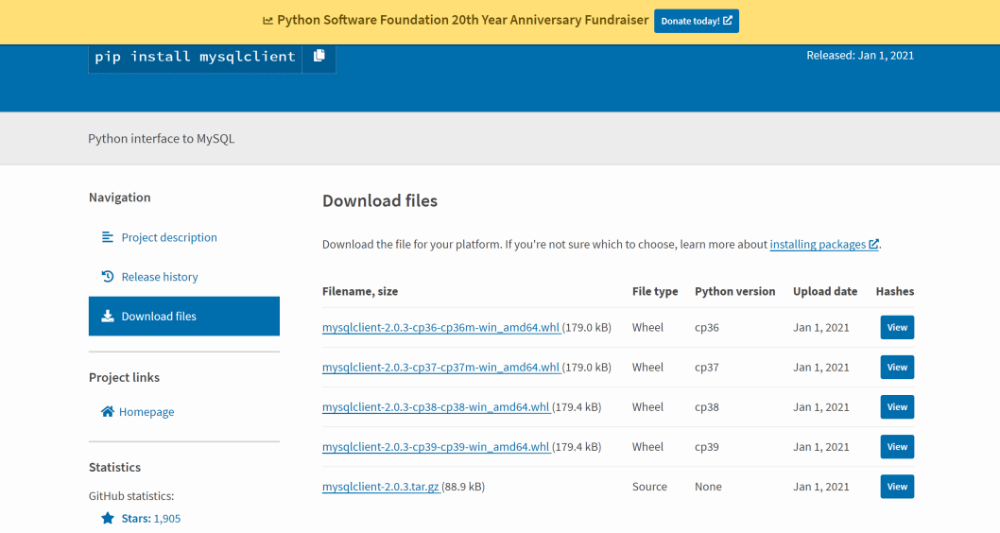 Python Software Foundation 20th Year Anniversary Fundraiser Donate today!
pip install mysqlclient
Released: Jan 1, 2021
Python interface to MySQL
Navigation
Project description
Release history
Download files
Project links
Homepage
Statistics
GitHub statistics:
Stars: 1,905
Download files
Download the file for your platform. If you're not sure which to choose, learn more about installing packages.
Filename, size File type Python version Upload date Hashes
mysqlclient-2.0.3-cp36-cp36m-win_amd64.whl (179.0 kB) Wheel cp36 Jan 1, 2021 View
mysqlclient-2.0.3-cp37-cp37m-win_amd64.whl (179.0 kB) Wheel cp37 Jan 1, 2021 View
mysqlclient-2.0.3-cp38-cp38-win_amd64.whl (179.4 kB) Wheel cp38 Jan 1, 2021 View
mysqlclient-2.0.3-cp39-cp39-win_amd64.whl (179.4 kB) Wheel cp39 Jan 1, 2021 View
mysqlclient-2.0.3.tar.gz (88.9 kB) Source None Jan 1, 2021 View